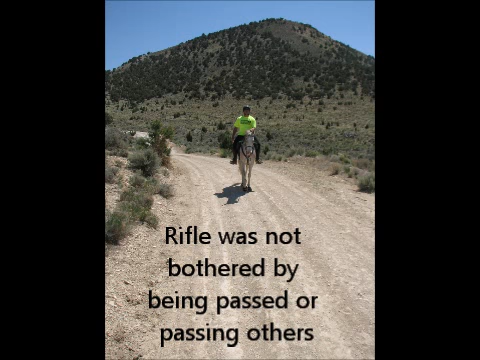 Rifle was not
bothered by
being passed or
passing others